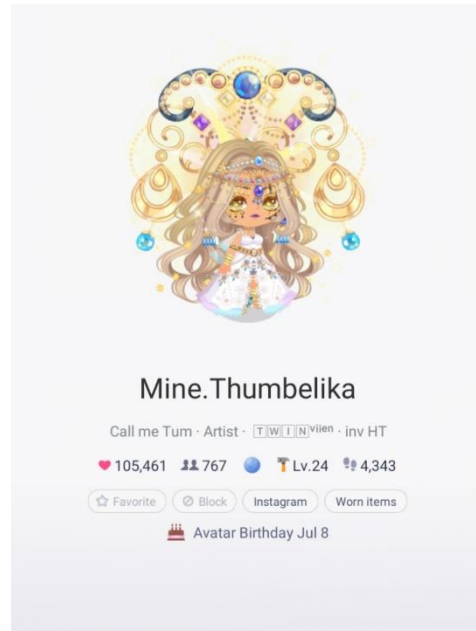 Mine.Thumbelika
Call me Tum · Artist · 🅃🅆🄸🄽ᵛⁱⁱᵉⁿ · inv HT
105,461 767 Lv.24 4,343
Favorite Block Instagram Worn items
Avatar Birthday Jul 8